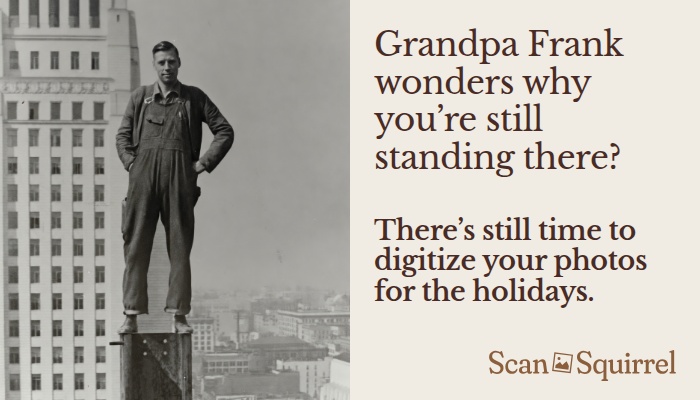 Grandpa Frank
wonders why
you're still
standing there?
There's still time to
digitize your photos
for the holidays.
Scan Squirrel